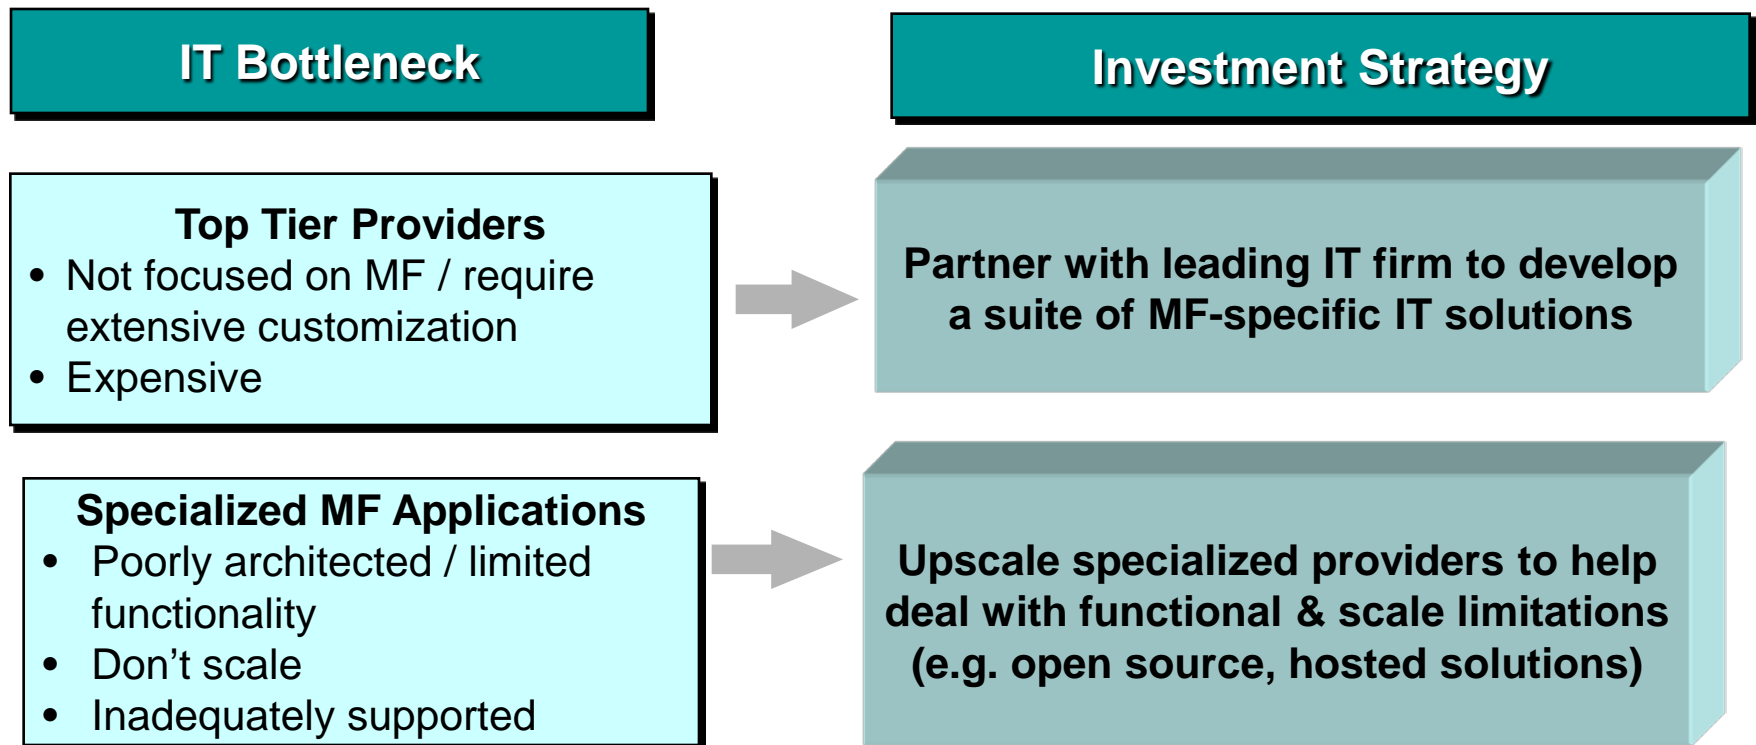 IT Bottleneck
Investment Strategy
Top Tier Providers
• Not focused on MF / require
extensive customization
• Expensive
Partner with leading IT firm to develop
a suite of MF-specific IT solutions
Specialized MF Applications
• Poorly architected / limited
functionality
• Don’t scale
• Inadequately supported
Upscale specialized providers to help
deal with functional & scale limitations
(e.g. open source, hosted solutions)